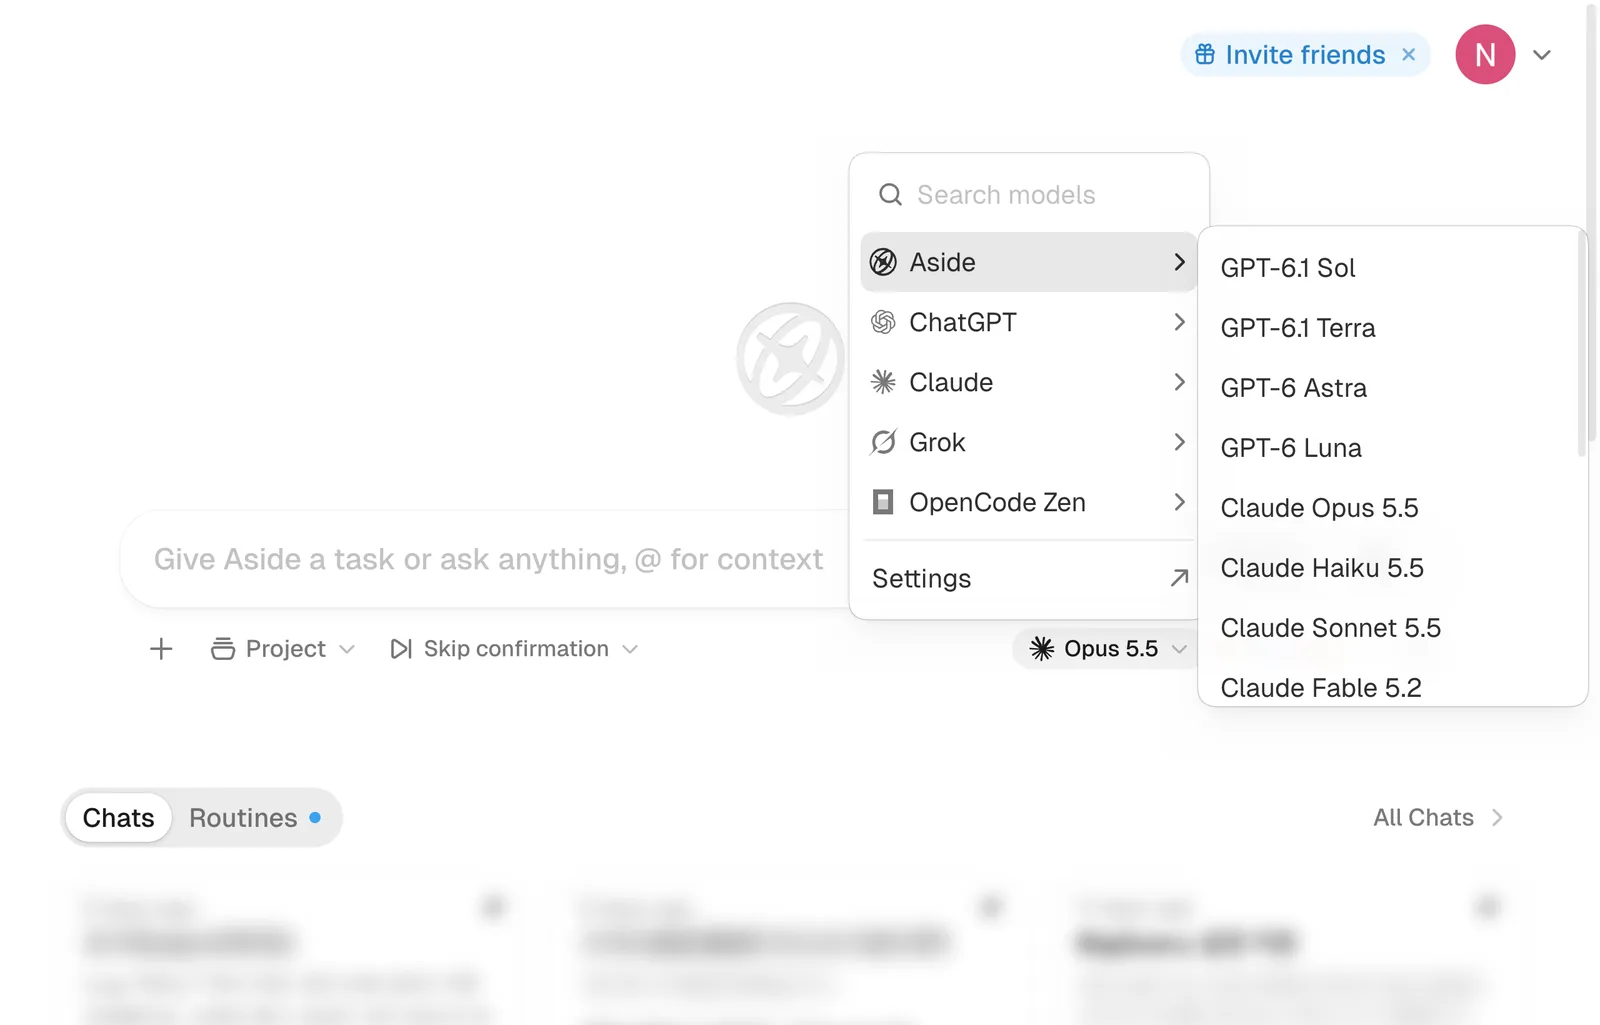 Invite friends
N
Search models
Aside
ChatGPT
Claude
Grok
OpenCode Zen
Settings
GPT-6.1 Sol
GPT-6.1 Terra
GPT-6 Astra
GPT-6 Luna
Claude Opus 5.5
Claude Haiku 5.5
Claude Sonnet 5.5
Claude Fable 5.2
Give Aside a task or ask anything, @ for context
Project
Skip confirmation
Opus 5.5
Chats
Routines
All Chats